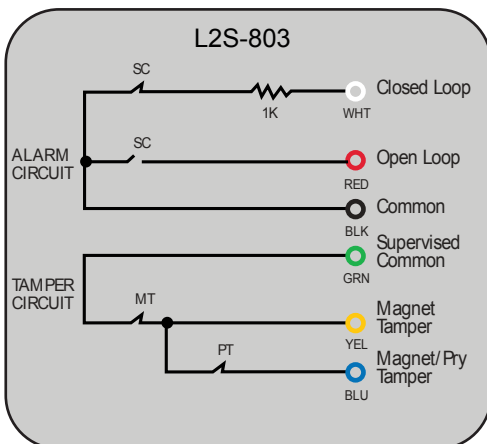 L2S-803
SC
Closed Loop
1K
WHT
ALARM
CIRCUIT
SC
Open Loop
RED
Common
BLK
Supervised
Common
GRN
TAMPER
CIRCUIT
MT
Magnet
Tamper
YEL
PT
Magnet/Pry
Tamper
BLU